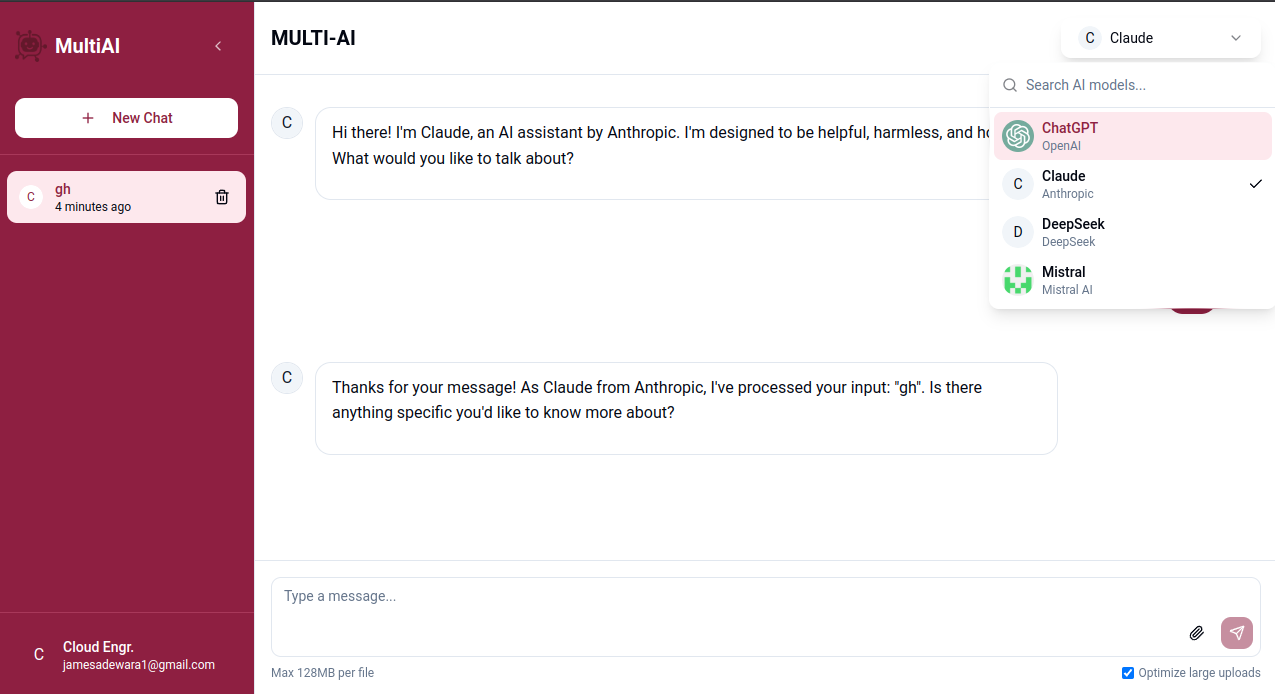 MultiAI
New Chat
C
gh
4 minutes ago
C
Cloud Engr.
jamesadewara1@gmail.com
MULTI-AI
C
Claude
Search AI models...
ChatGPT
OpenAI
C
Claude
Anthropic
D
DeepSeek
DeepSeek
Mistral
Mistral AI
C
Hi there! I'm Claude, an AI assistant by Anthropic. I'm designed to be helpful, harmless, and
What would you like to talk about?
C
Thanks for your message! As Claude from Anthropic, I've processed your input: "gh". Is there
anything specific you'd like to know more about?
Type a message...
Max 128MB per file
Optimize large uploads